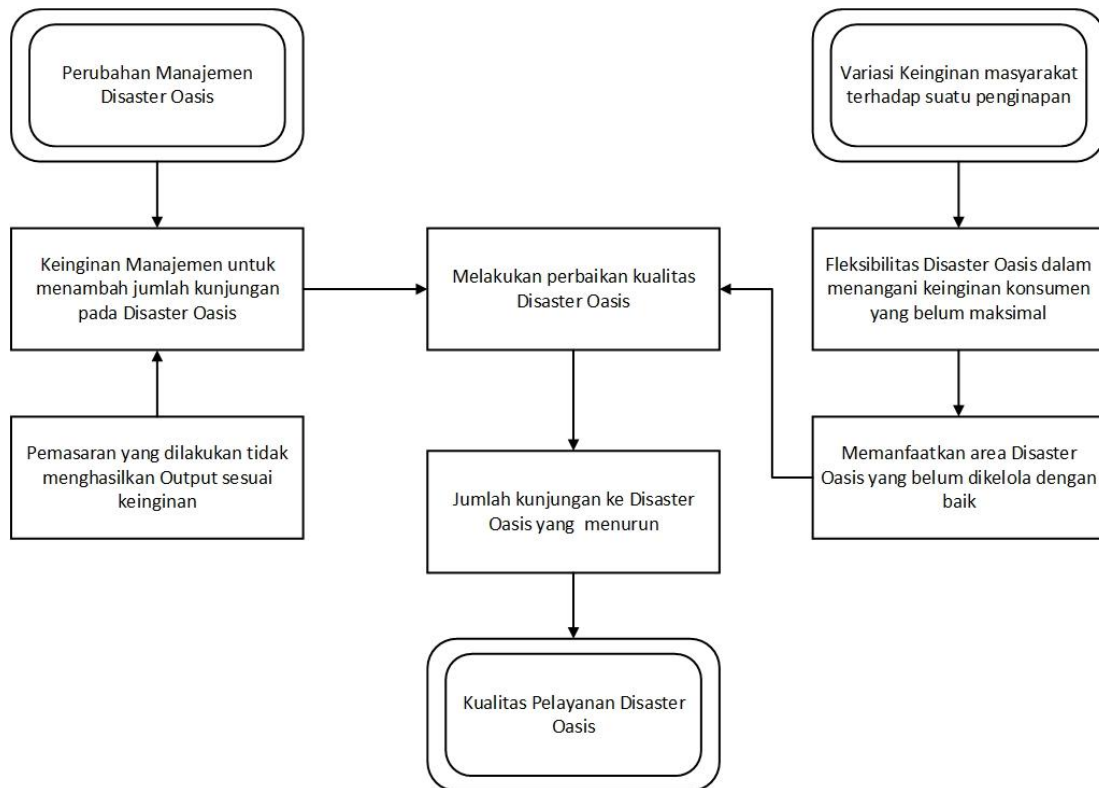 Perubahan Manajemen
Disaster Oasis
Variasi Keinginan masyarakat
terhadap suatu penginapan
Keinginan Manajemen untuk
menambah jumlah kunjungan
pada Disaster Oasis
Melakukan perbaikan kualitas
Disaster Oasis
Fleksibilitas Disaster Oasis dalam
menangani keinginan konsumen
yang belum maksimal
Pemasaran yang dilakukan tidak
menghasilkan Output sesuai
keinginan
Jumlah kunjungan ke Disaster
Oasis yang menurun
Memanfaatkan area Disaster
Oasis yang belum dikelola dengan
baik
Kualitas Pelayanan Disaster
Oasis